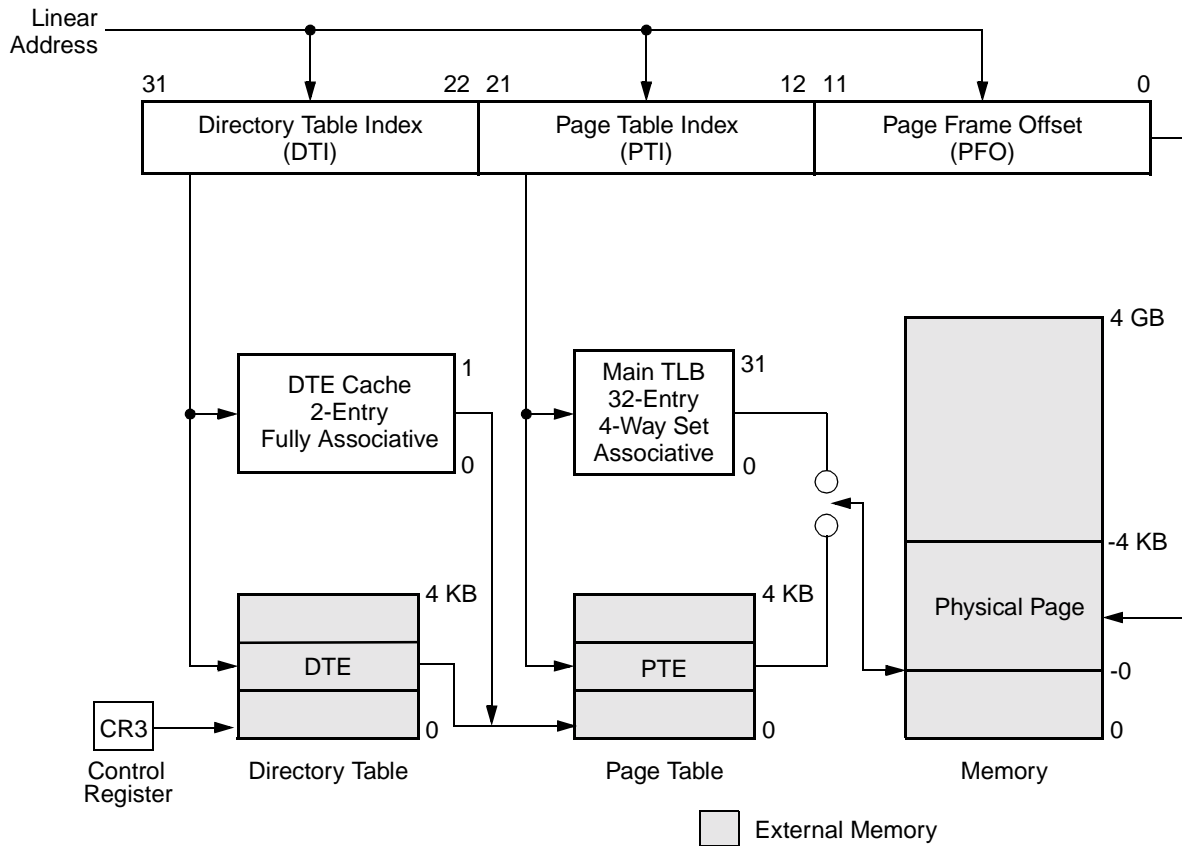 Linear
Address
31
22
21
12
11
0
Directory Table Index
(DTI)
Page Table Index
(PTI)
Page Frame Offset
(PFO)
4 GB
DTE Cache
2-Entry
Fully Associative
1
0
Main TLB
32-Entry
4-Way Set
Associative
31
0
-4 KB
Physical Page
-0
0
4 KB
DTE
0
4 KB
PTE
0
CR3
Control
Register
Directory Table
Page Table
Memory
External Memory